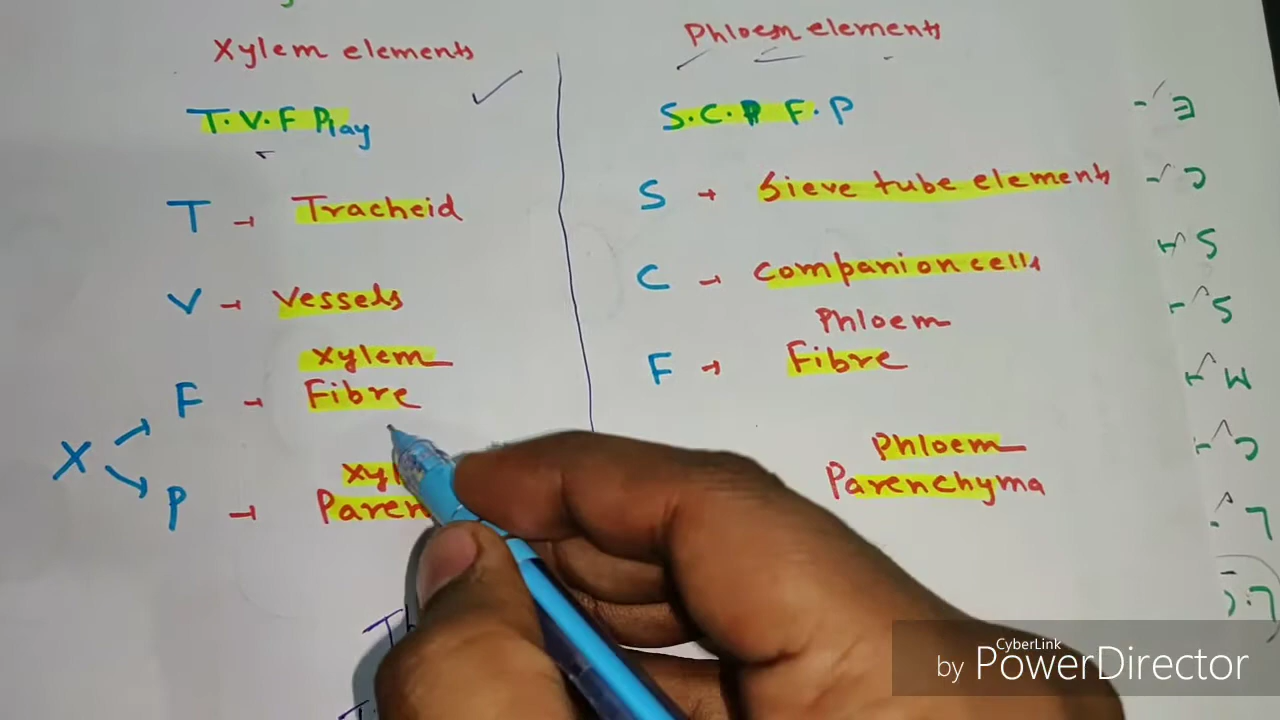 Xylem elements
T.V.F Play
T → Tracheid
V → Vessels
xylem
F → Fibre
X
P →
Phloem elements
S.C.P F.P
S → Sieve tube element
C → Companion cells
Phloem
F → Fibre
Phloem
Parenchyma
CyberLink
by PowerDirector